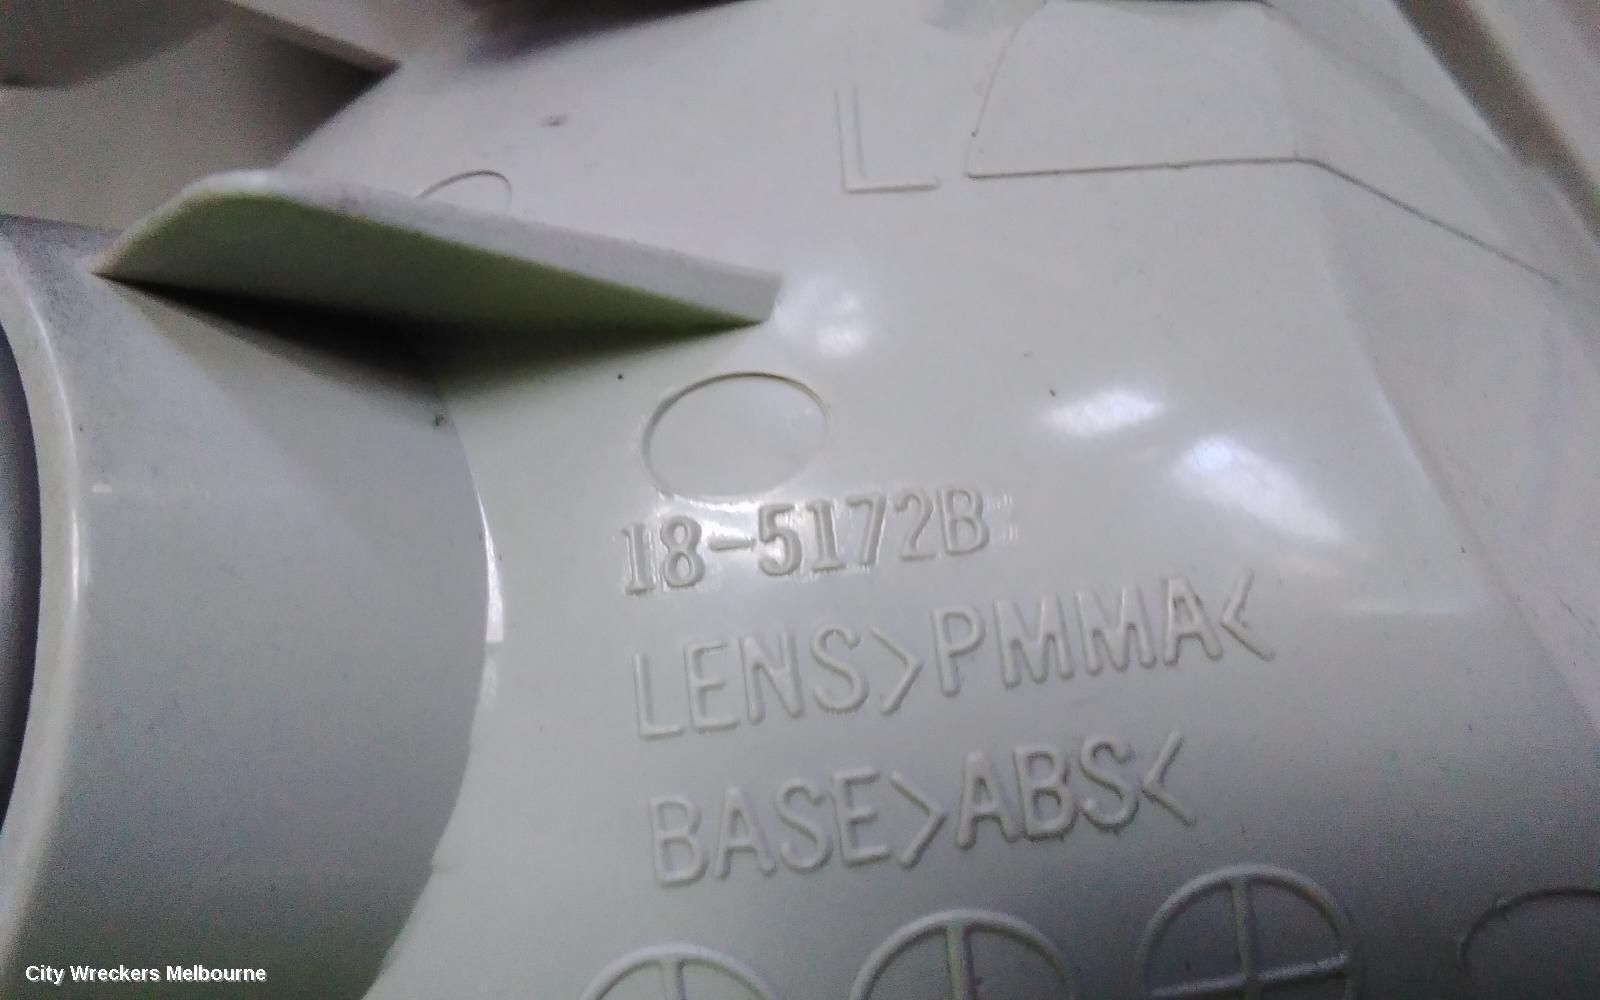 L
18-5172B
LENS>PMMA<
BASE>ABS<
City Wreckers Melbourne